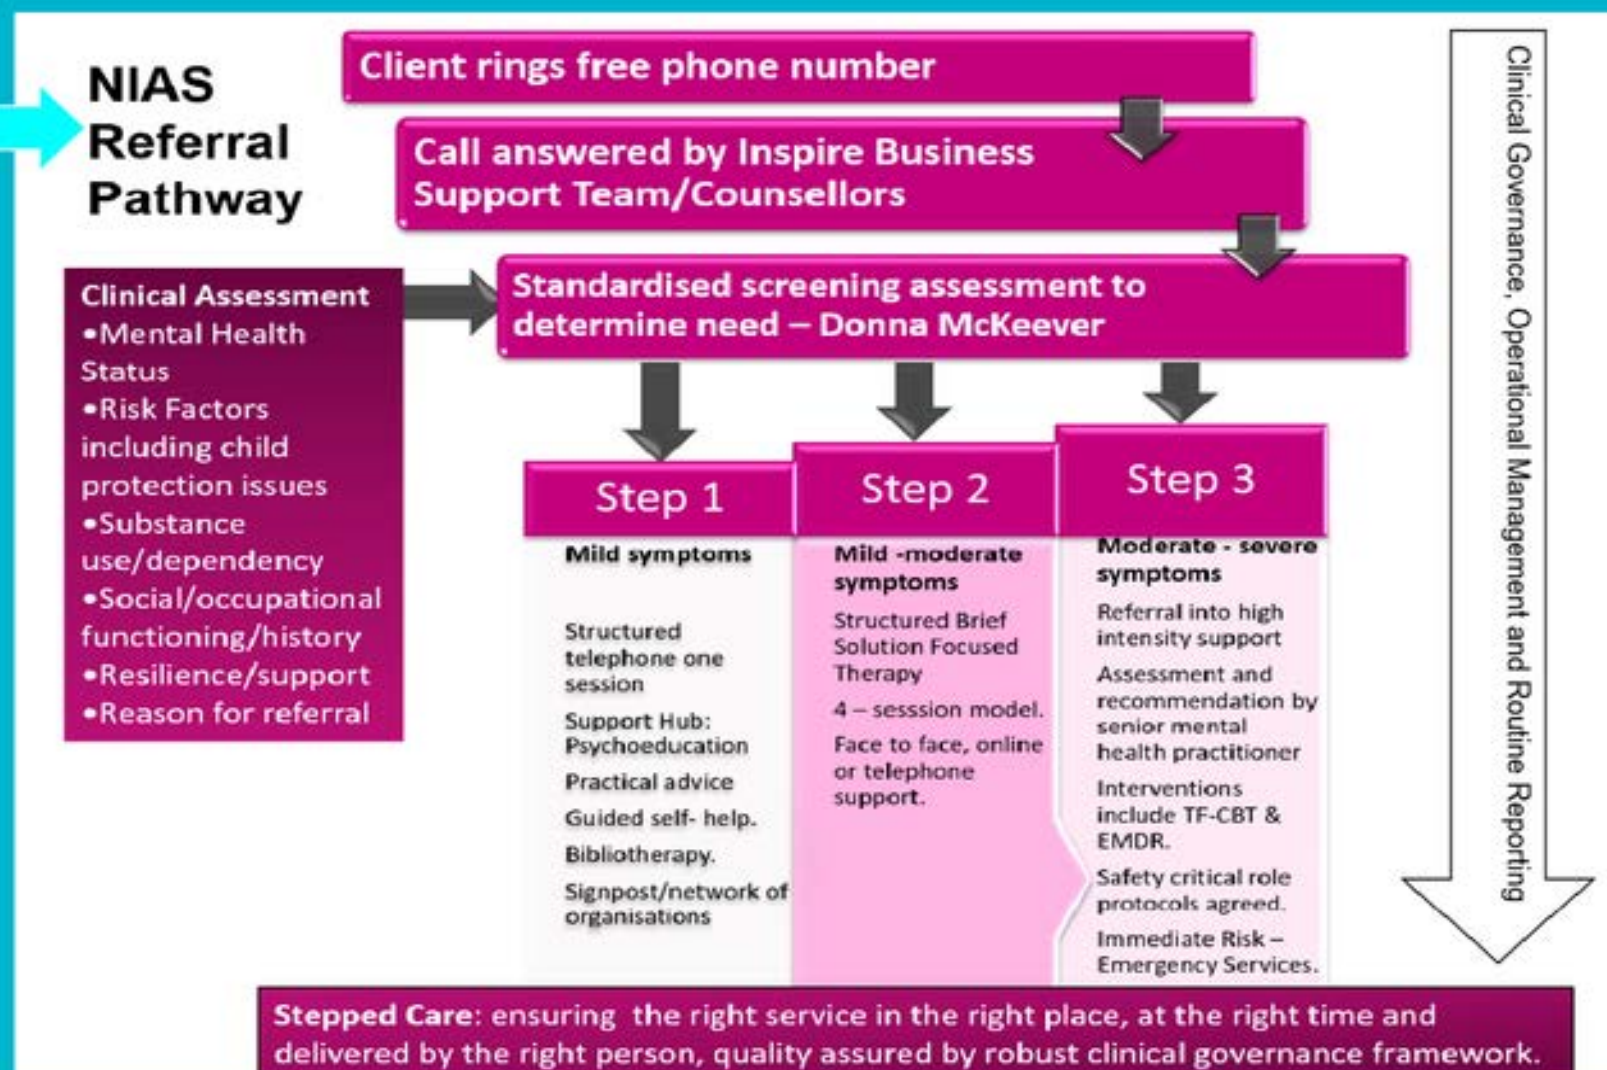 NIAS
Referral
Pathway
Client rings free phone number
Call answered by Inspire Business
Support Team/Counsellors
Standardised screening assessment to
determine need – Donna McKeever
Clinical Assessment
•Mental Health
Status
•Risk Factors
including child
protection issues
•Substance
use/dependency
•Social/occupational
functioning/history
•Resilience/support
•Reason for referral
Step 1
Mild symptoms
Structured
telephone one
session
Support Hub:
Psychoeducation
Practical advice
Guided self- help.
Bibliotherapy.
Signpost/network of
organisations
Step 2
Mild -moderate
symptoms
Structured Brief
Solution Focused
Therapy
4 – sesssion model.
Face to face, online
or telephone
support.
Step 3
Moderate - severe
symptoms
Referral into high
intensity support
Assessment and
recommendation by
senior mental
health practitioner
Interventions
include TF-CBT &
EMDR.
Safety critical role
protocols agreed.
Immediate Risk –
Emergency Services.
Clinical Governance, Operational Management and Routine Reporting
Stepped Care: ensuring the right service in the right place, at the right time and
delivered by the right person, quality assured by robust clinical governance framework.